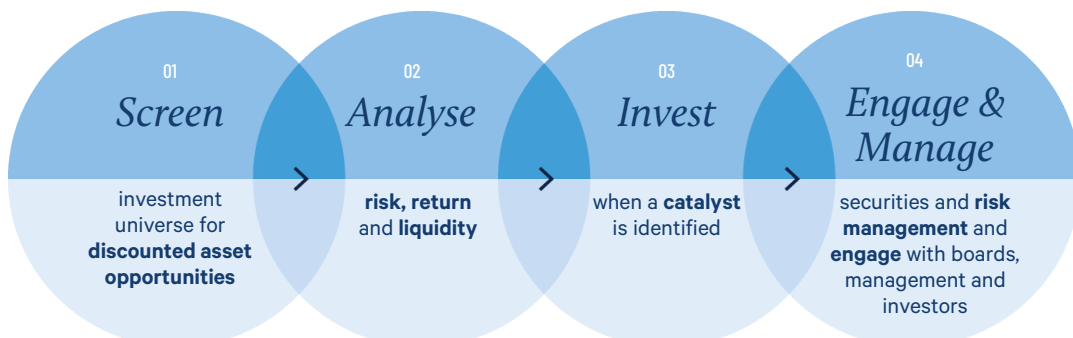 01
Screen
investment
universe for
discounted asset
opportunities
02
Analyse
risk, return
and liquidity
03
Invest
when a catalyst
is identified
04
Engage &
Manage
securities and risk
management and
engage with boards,
management and
investors